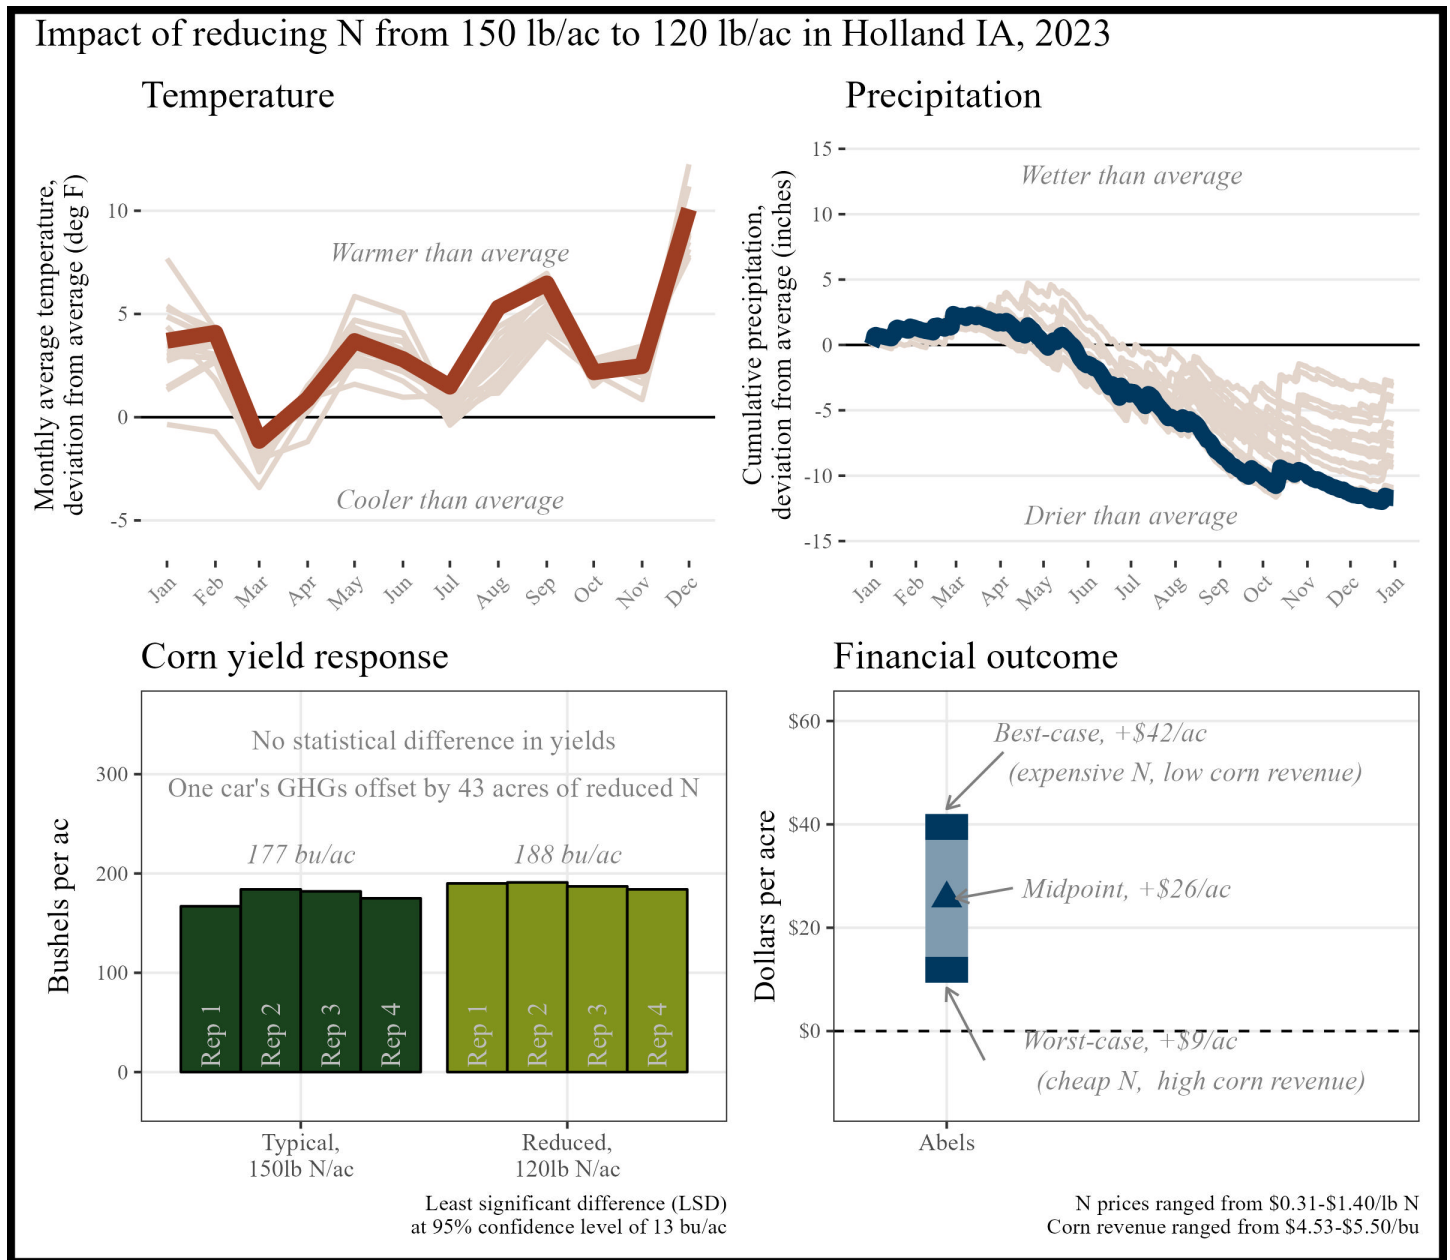 Impact of reducing N from 150 lb/ac to 120 lb/ac in Holland IA, 2023
Temperature
Monthly average temperature,
deviation from average (deg F)
10
5
0
-5
Warmer than average
Cooler than average
Jan
Feb
Mar
Apr
May
Jun
Jul
Aug
Sep
Oct
Nov
Dec
Precipitation
Cumulative precipitation,
deviation from average (inches)
15
10
5
0
-5
-10
-15
Wetter than average
Drier than average
Jan
Feb
Mar
Apr
May
Jun
Jul
Aug
Sep
Oct
Nov
Dec
Jan
Corn yield response
Bushels per ac
300
200
100
0
No statistical difference in yields
One car's GHGs offset by 43 acres of reduced N
177 bu/ac
188 bu/ac
Rep 1
Rep 2
Rep 3
Rep 4
Rep 1
Rep 2
Rep 3
Rep 4
Typical,
150lb N/ac
Reduced,
120lb N/ac
Least significant difference (LSD)
at 95% confidence level of 13 bu/ac
Financial outcome
Dollars per acre
$60
$40
$20
$0
Best-case, +$42/ac
(expensive N, low corn revenue)
Midpoint, +$26/ac
Worst-case, +$9/ac
(cheap N,  high corn revenue)
Abels
N prices ranged from $0.31-$1.40/lb N
Corn revenue ranged from $4.53-$5.50/bu